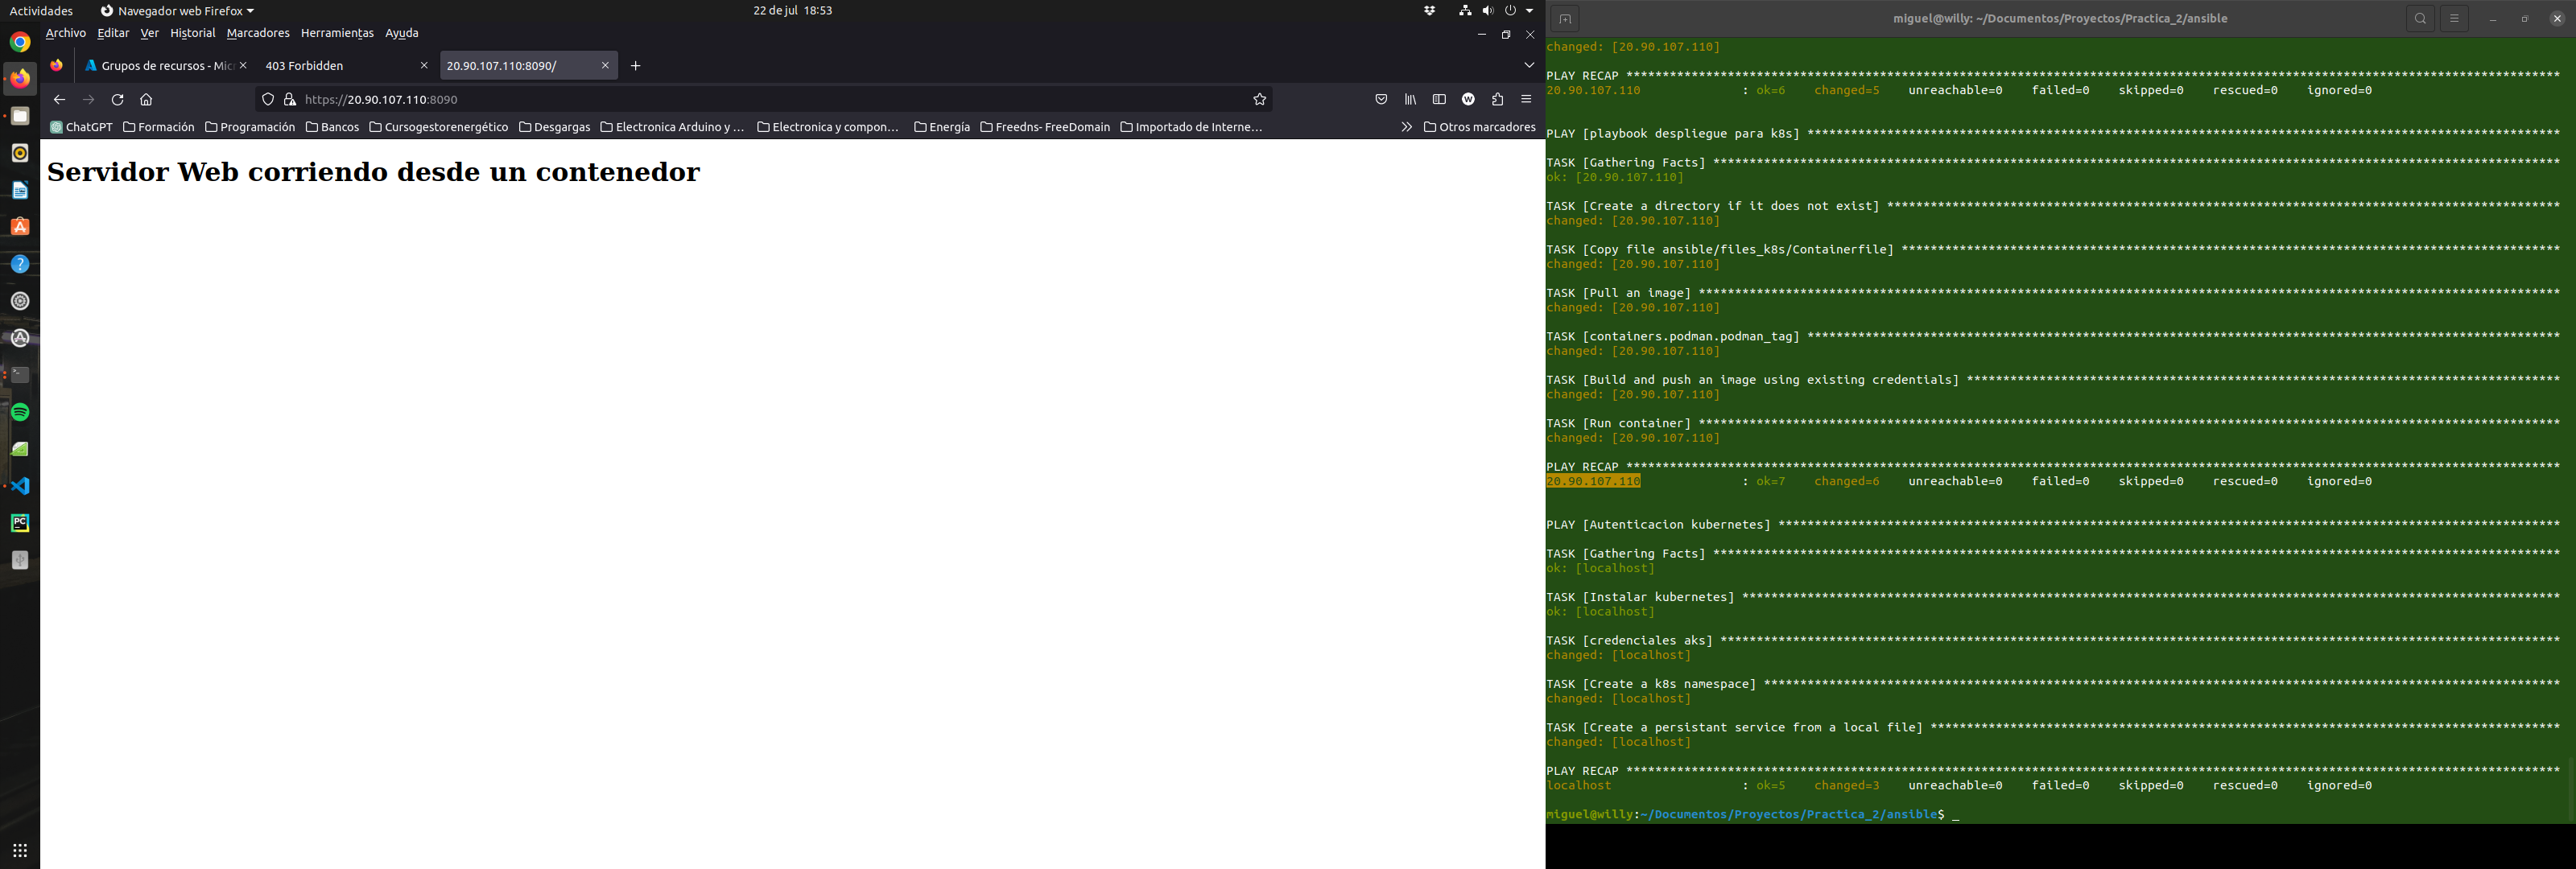 Actividades Navegador web Firefox 22 de jul 18:53
Archivo Editar Ver Historial Marcadores Herramientas Ayuda
Grupos de recursos - Mic 403 Forbidden 20.90.107.110:8090/
https://20.90.107.110:8090
ChatGPT Formación Programación Bancos Cursogestorenergético Desgargas Electronica Arduino y ... Electronica y compon... Energía Freedns- FreeDomain Importado de Interne... Otros marcadores
Servidor Web corriendo desde un contenedor
miguel@willy: ~/Documentos/Proyectos/Practica_2/ansible
changed: [20.90.107.110]
PLAY RECAP ***
20.90.107.110 : ok=6 changed=5 unreachable=0 failed=0 skipped=0 rescued=0 ignored=0
PLAY [playbook despliegue para k8s] ***
TASK [Gathering Facts] ***
ok: [20.90.107.110]
TASK [Create a directory if it does not exist] ***
changed: [20.90.107.110]
TASK [Copy file ansible/files_k8s/Containerfile] ***
changed: [20.90.107.110]
TASK [Pull an image] ***
changed: [20.90.107.110]
TASK [containers.podman.podman_tag] ***
changed: [20.90.107.110]
TASK [Build and push an image using existing credentials] ***
changed: [20.90.107.110]
TASK [Run container] ***
changed: [20.90.107.110]
PLAY RECAP ***
20.90.107.110 : ok=7 changed=6 unreachable=0 failed=0 skipped=0 rescued=0 ignored=0
PLAY [Autenticacion kubernetes] ***
TASK [Gathering Facts] ***
ok: [localhost]
TASK [Instalar kubernetes] ***
ok: [localhost]
TASK [credenciales aks] ***
changed: [localhost]
TASK [Create a k8s namespace] ***
changed: [localhost]
TASK [Create a persistant service from a local file] ***
changed: [localhost]
PLAY RECAP ***
localhost : ok=5 changed=3 unreachable=0 failed=0 skipped=0 rescued=0 ignored=0
miguel@willy:~/Documentos/Proyectos/Practica_2/ansible$ _